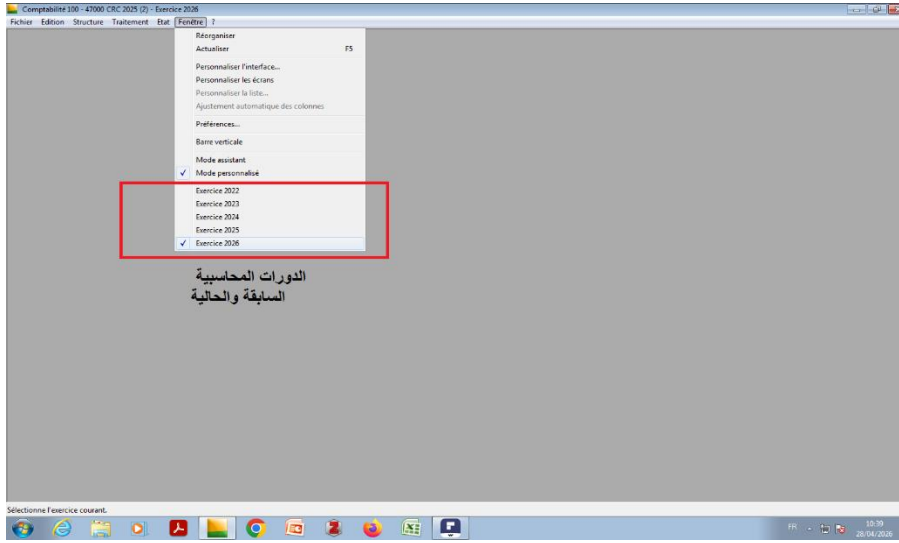 Comptabilité 100 - 47000 CRC 2025 (2) - Exercice 2026
Fichier Edition Structure Traitement Etat Fenêtre ?
Réorganiser
Actualiser F5
Personnaliser l'interface...
Personnaliser les écrans
Personnaliser la liste...
Ajustement automatique des colonnes
Préférences...
Barre verticale
Mode assistant
Mode personnalisé
Exercice 2022
Exercice 2023
Exercice 2024
Exercice 2025
Exercice 2026
الدورات المحاسبية
السابقة والحالية
Sélectionne l'exercice courant.
FR
10:39
28/04/2026